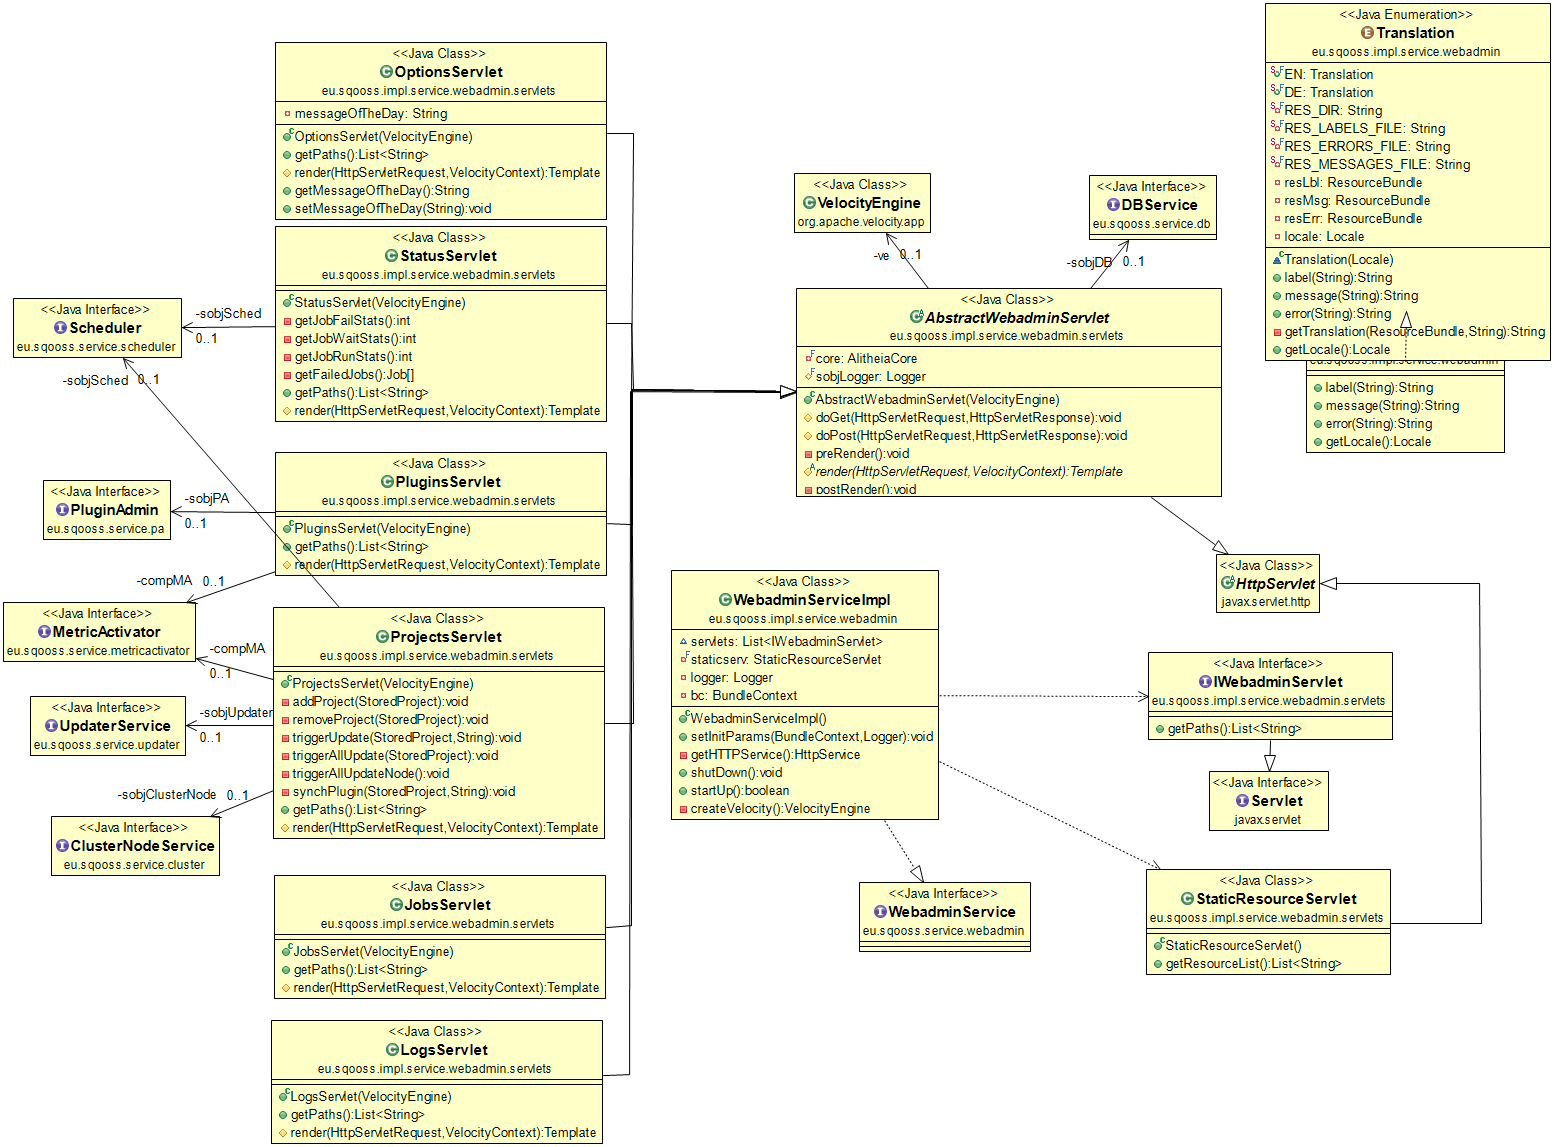 <<Java Class>>
OptionsServlet
eu.sqooss.impl.service.webadmin.servlets
messageOfTheDay: String
OptionsServlet(VelocityEngine)
getPaths():List<String>
render(HttpServletRequest,VelocityContext):Template
getMessageOfTheDay():String
setMessageOfTheDay(String):void
<<Java Class>>
StatusServlet
eu.sqooss.impl.service.webadmin.servlets
StatusServlet(VelocityEngine)
getJobFailStats():int
getJobWaitStats():int
getJobRunStats():int
getFailedJobs():Job[]
getPaths():List<String>
render(HttpServletRequest,VelocityContext):Template
<<Java Interface>>
Scheduler
eu.sqooss.service.scheduler
-sobjSched
0..1
-sobjSched
0..1
<<Java Class>>
PluginsServlet
eu.sqooss.impl.service.webadmin.servlets
PluginsServlet(VelocityEngine)
getPaths():List<String>
render(HttpServletRequest,VelocityContext):Template
<<Java Interface>>
PluginAdmin
eu.sqooss.service.pa
-sobjPA
0..1
-compMA
0..1
<<Java Interface>>
MetricActivator
eu.sqooss.service.metricactivator
-compMA
0..1
<<Java Class>>
ProjectsServlet
eu.sqooss.impl.service.webadmin.servlets
ProjectsServlet(VelocityEngine)
addProject(StoredProject):void
removeProject(StoredProject):void
triggerUpdate(StoredProject,String):void
triggerAllUpdate(StoredProject):void
triggerAllUpdateNode():void
synchPlugin(StoredProject,String):void
getPaths():List<String>
render(HttpServletRequest,VelocityContext):Template
<<Java Interface>>
UpdaterService
eu.sqooss.service.updater
-sobjUpdater
0..1
-sobjClusterNode
0..1
<<Java Interface>>
ClusterNodeService
eu.sqooss.service.cluster
<<Java Class>>
JobsServlet
eu.sqooss.impl.service.webadmin.servlets
JobsServlet(VelocityEngine)
getPaths():List<String>
render(HttpServletRequest,VelocityContext):Template
<<Java Class>>
LogsServlet
eu.sqooss.impl.service.webadmin.servlets
LogsServlet(VelocityEngine)
getPaths():List<String>
render(HttpServletRequest,VelocityContext):Template
<<Java Class>>
VelocityEngine
org.apache.velocity.app
-ve
0..1
<<Java Interface>>
DBService
eu.sqooss.service.db
-sobjDB
0..1
<<Java Class>>
AbstractWebadminServlet
eu.sqooss.impl.service.webadmin.servlets
core: AlitheiaCore
sobjLogger: Logger
AbstractWebadminServlet(VelocityEngine)
doGet(HttpServletRequest,HttpServletResponse):void
doPost(HttpServletRequest,HttpServletResponse):void
preRender():void
render(HttpServletRequest,VelocityContext):Template
postRender():void
<<Java Enumeration>>
Translation
eu.sqooss.impl.service.webadmin
EN: Translation
DE: Translation
RES_DIR: String
RES_LABELS_FILE: String
RES_ERRORS_FILE: String
RES_MESSAGES_FILE: String
resLbl: ResourceBundle
resMsg: ResourceBundle
resErr: ResourceBundle
locale: Locale
Translation(Locale)
label(String):String
message(String):String
error(String):String
getTranslation(ResourceBundle,String):String
getLocale():Locale
eu.sqooss.impl.service.webadmin
label(String):String
message(String):String
error(String):String
getLocale():Locale
<<Java Class>>
HttpServlet
javax.servlet.http
<<Java Class>>
WebadminServiceImpl
eu.sqooss.impl.service.webadmin
servlets: List<IWebadminServlet>
staticserv: StaticResourceServlet
logger: Logger
bc: BundleContext
WebadminServiceImpl()
setInitParams(BundleContext,Logger):void
getHTTPService():HttpService
shutDown():void
startUp():boolean
createVelocity():VelocityEngine
<<Java Interface>>
IWebadminServlet
eu.sqooss.impl.service.webadmin.servlets
getPaths():List<String>
<<Java Interface>>
Servlet
javax.servlet
<<Java Interface>>
WebadminService
eu.sqooss.service.webadmin
<<Java Class>>
StaticResourceServlet
eu.sqooss.impl.service.webadmin.servlets
StaticResourceServlet()
getResourceList():List<String>